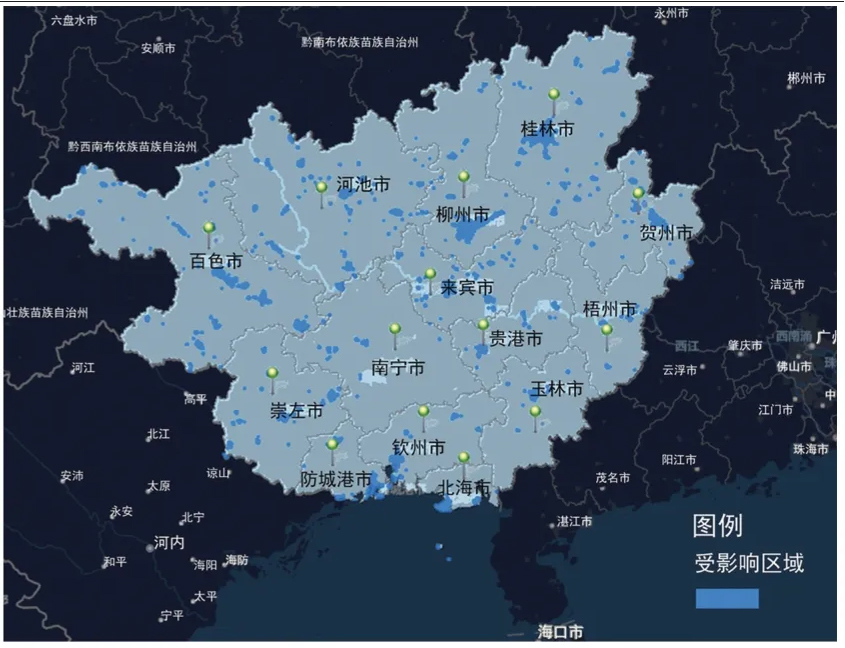 六盘水市
永州市
安顺市
黔南布依族苗族自治州
郴州市
桂林市
黔西南布依族苗族自治州
河池市
柳州市
贺州市
百色市
来宾市
洁远市
壮族苗族自治州
梧州市
贵港市
西江
肇庆市
西南涌
广州
佛山市
珠
河江
南宁市
云浮市
高平
崇左市
玉林市
江门市
中
北江
钦州市
珠海市
安沛
谅山
防城港市
北海市
阳江市
茂名市
太原
永安
北宁
湛江市
图例
河内
和平
海阳
海防
受影响区域
太平
宁平
海口市